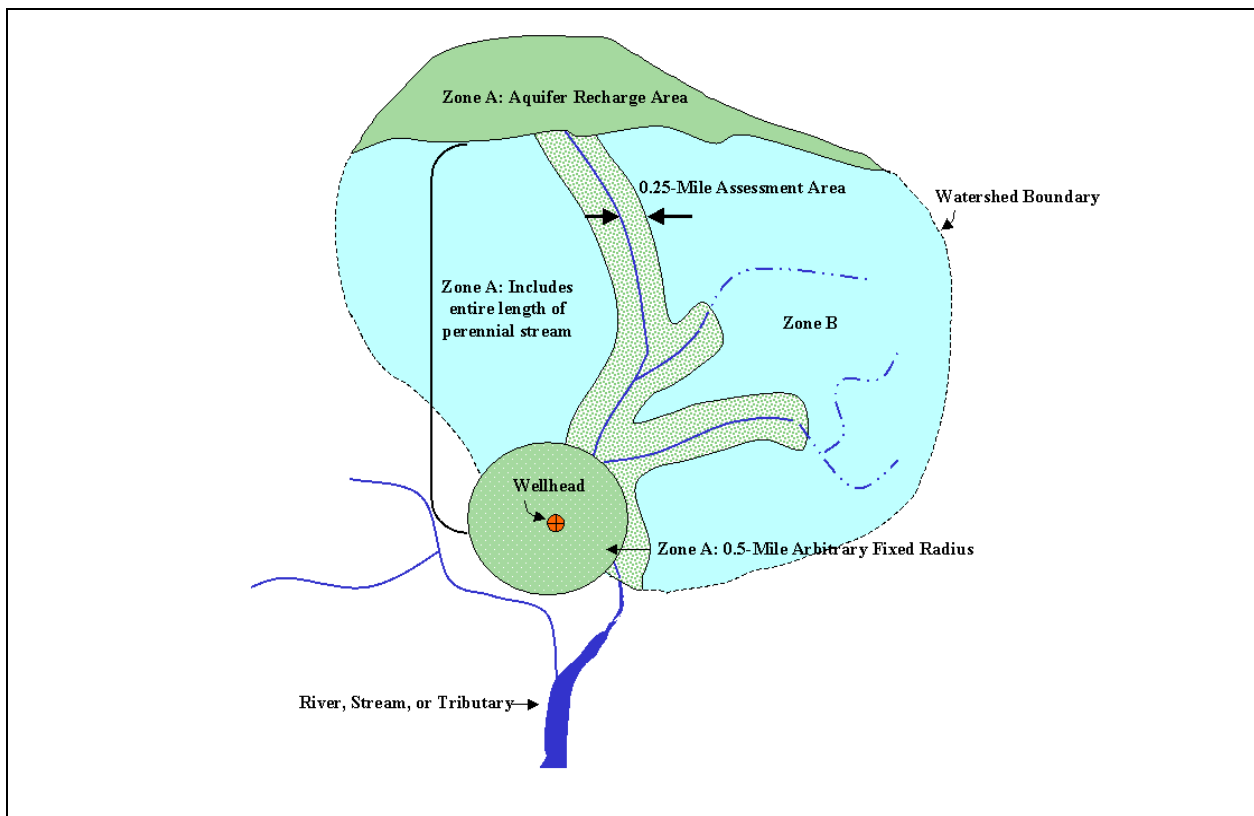 Zone A: Aquifer Recharge Area
0.25-Mile Assessment Area
Watershed Boundary
Zone A: Includes
entire length of
perennial stream
Zone B
Wellhead
Zone A: 0.5-Mile Arbitrary Fixed Radius
River, Stream, or Tributary